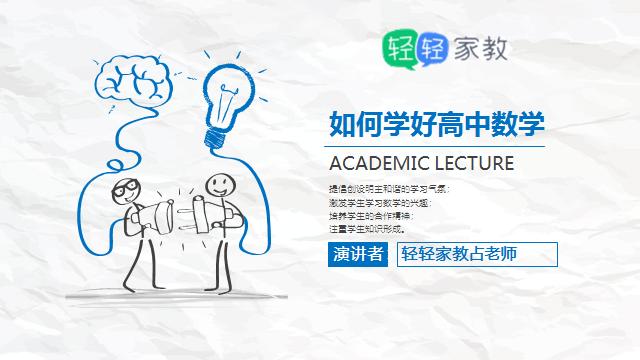 轻轻家教
如何学好高中数学
ACADEMIC LECTURE
提倡创设明主和谐的学习气氛；
激发学生学习数学的兴趣；
培养学生的合作精神；
注重学生知识形成。
演讲者 轻轻家教占老师